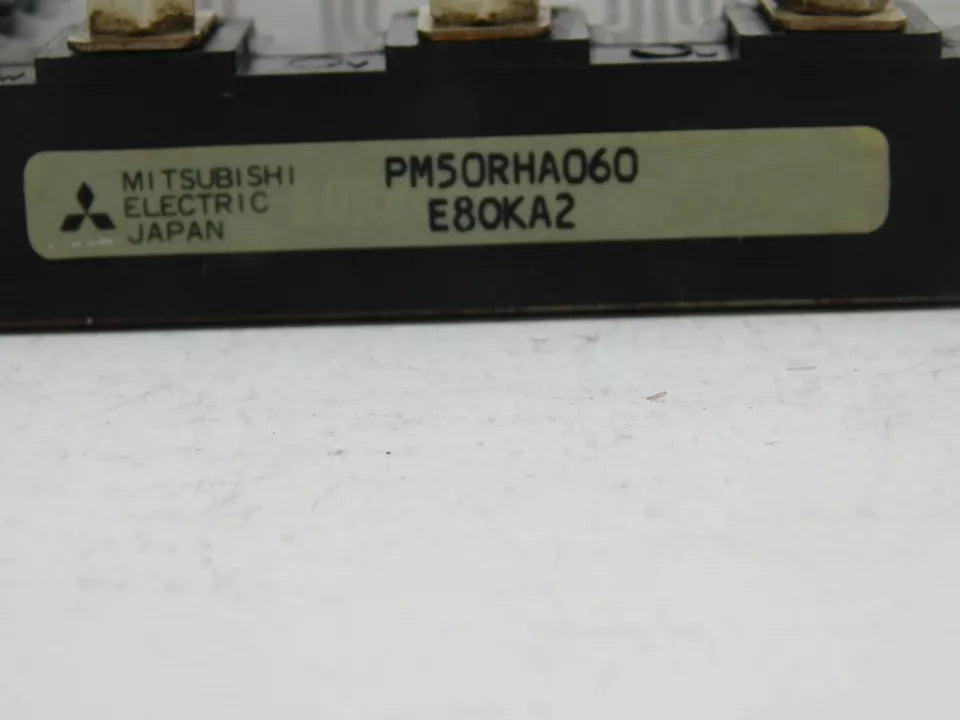 MITSUBISHI
ELECTRIC
JAPAN
PM50RHA060
E80KA2